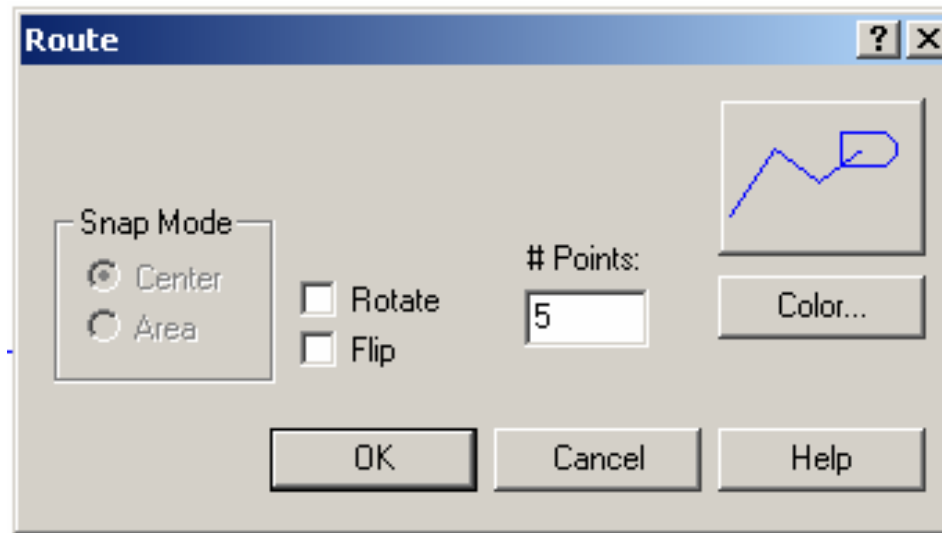 Route
Snap Mode
Center
Area
Rotate
Flip
# Points:
5
Color...
OK
Cancel
Help